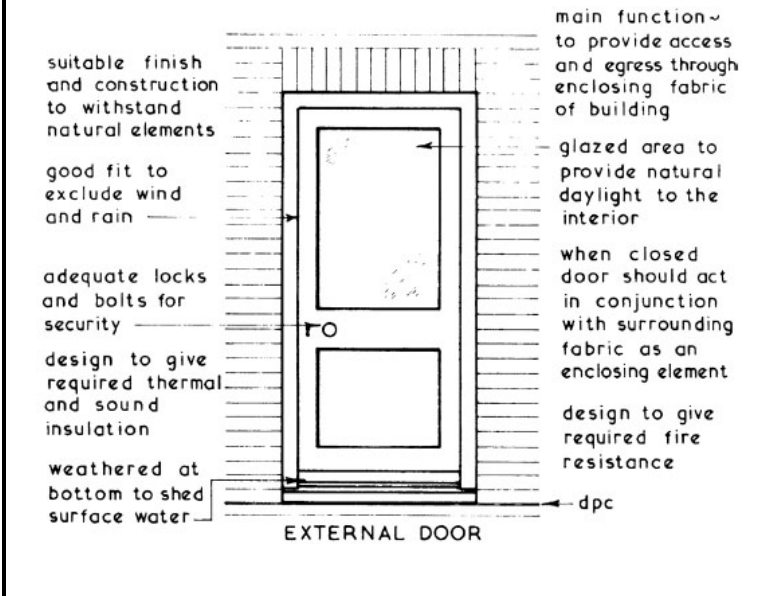 suitable finish
and construction
to withstand
natural elements
good fit to
exclude wind
and rain
adequate locks
and bolts for
security
design to give
required thermal
and sound
insulation
weathered at
bottom to shed
surface water
main function~
to provide access
and egress through
enclosing fabric
of building
glazed area to
provide natural
daylight to the
interior
when closed
door should act
in conjunction
with surrounding
fabric as an
enclosing element
design to give
required fire
resistance
dpc
EXTERNAL DOOR